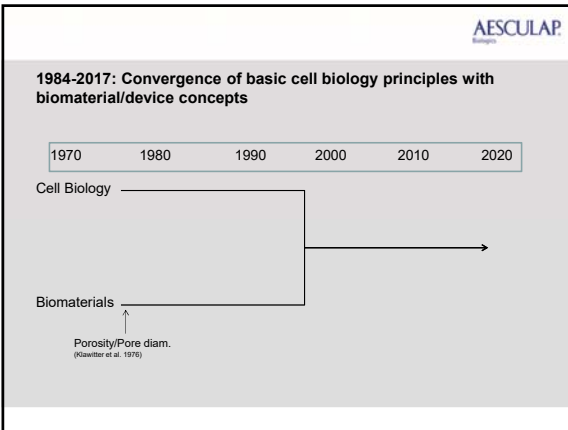 AESCULAP®
Biologics
1984-2017: Convergence of basic cell biology principles with
biomaterial/device concepts
1970 1980 1990 2000 2010 2020
Cell Biology
Biomaterials
Porosity/Pore diam.
(Klawitter et al. 1976)